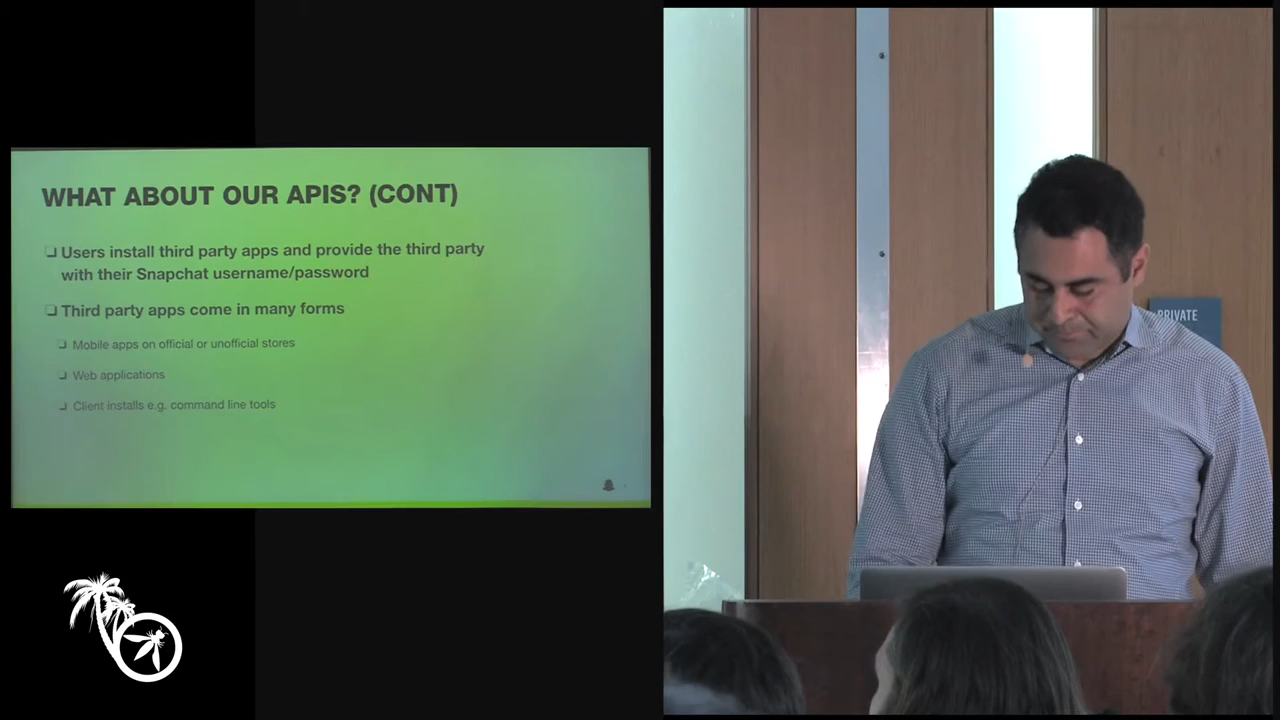 WHAT ABOUT OUR APIS? (CONT)
Users install third party apps and provide the third party
with their Snapchat username/password
Third party apps come in many forms
Mobile apps on official or unofficial stores
Web applications
Client installs e.g. command line tools
PRIVATE